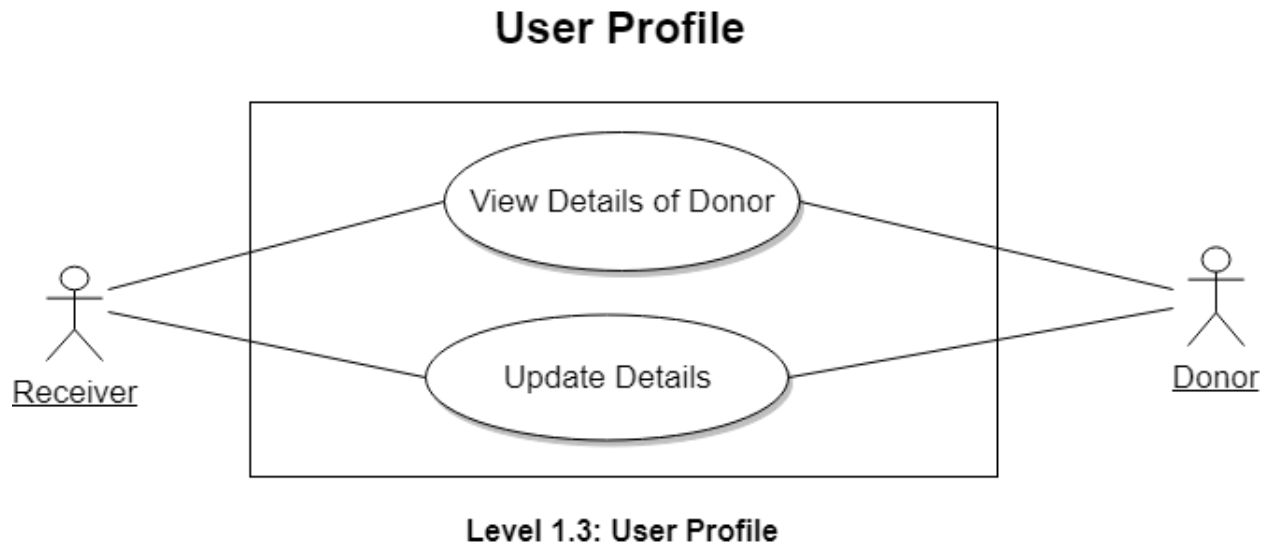 User Profile
View Details of Donor
Update Details
Receiver
Donor
Level 1.3: User Profile